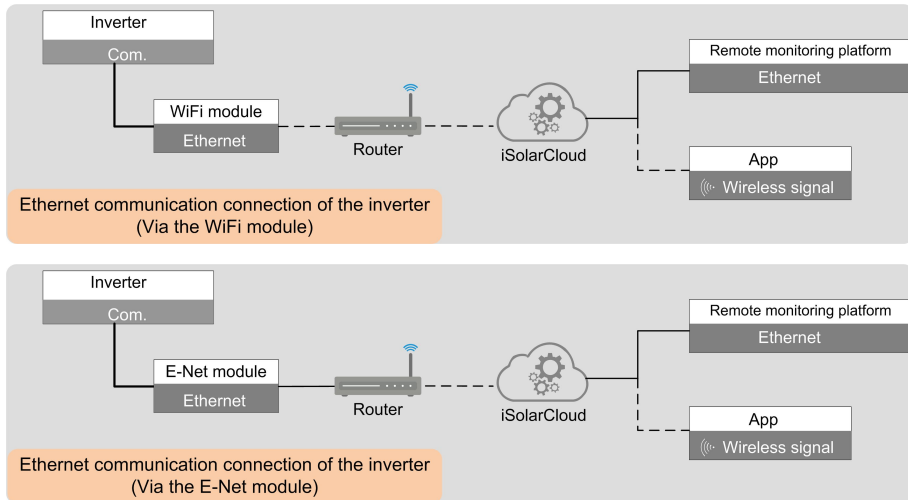 Inverter
Com.
WiFi module
Ethernet
Router
iSolarCloud
Remote monitoring platform
Ethernet
App
Wireless signal
Ethernet communication connection of the inverter
(Via the WiFi module)
Inverter
Com.
E-Net module
Ethernet
Router
iSolarCloud
Remote monitoring platform
Ethernet
App
Wireless signal
Ethernet communication connection of the inverter
(Via the E-Net module)